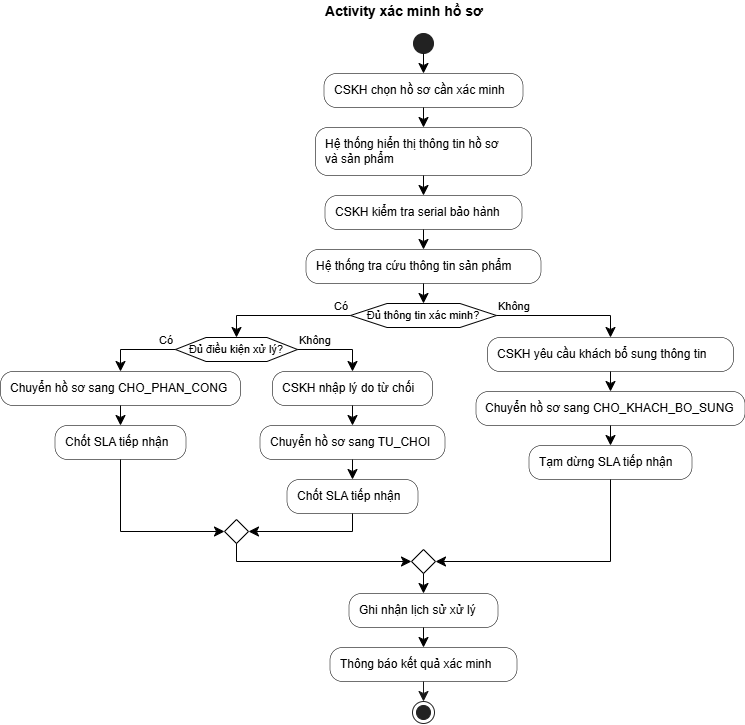 Activity xác minh hồ sơ
CSKH chọn hồ sơ cần xác minh
Hệ thống hiển thị thông tin hồ sơ
và sản phẩm
CSKH kiểm tra serial bảo hành
Hệ thống tra cứu thông tin sản phẩm
Có
Đủ thông tin xác minh?
Không
Có
Đủ điều kiện xử lý?
Không
CSKH yêu cầu khách bổ sung thông tin
Chuyển hồ sơ sang CHO_PHAN_CONG
CSKH nhập lý do từ chối
Chuyển hồ sơ sang CHO_KHACH_BO_SUNG
Chốt SLA tiếp nhận
Chuyển hồ sơ sang TU_CHOI
Tạm dừng SLA tiếp nhận
Chốt SLA tiếp nhận
Ghi nhận lịch sử xử lý
Thông báo kết quả xác minh